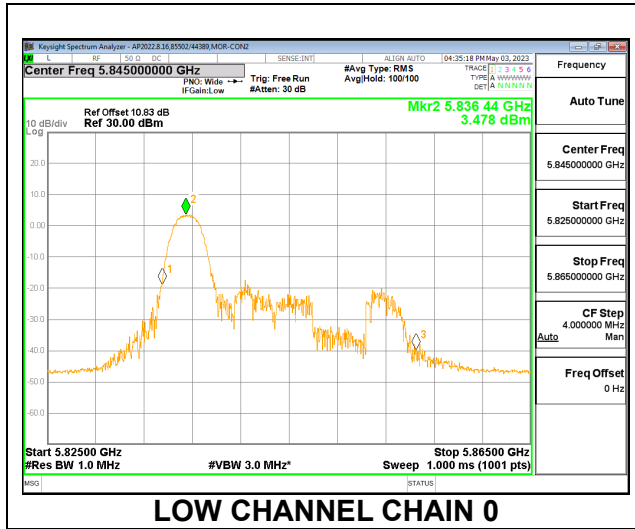 Keysight Spectrum Analyzer - AP2022.8.16,85502/44389,MOR-CON2
L RF 50 Ω DC SENSE:INT ALIGN AUTO 04:35:18 PM May 03, 2023
Center Freq 5.845000000 GHz #Avg Type: RMS TRACE 1 2 3 4 5 6 Frequency
PNO: Wide Trig: Free Run Avg|Hold: 100/100 TYPE A WWWWW
IFGain:Low #Atten: 30 dB DET A N N N N N
Auto Tune
Mkr2 5.836 44 GHz
Ref Offset 10.83 dB
10 dB/div Ref 30.00 dBm 3.478 dBm
Log
20.0
10.0
0.00
-10.0
-20.0
-30.0
-40.0
-50.0
-60.0
2
1
3
Center Freq
5.845000000 GHz
Start Freq
5.825000000 GHz
Stop Freq
5.865000000 GHz
CF Step
4.000000 MHz
Auto Man
Freq Offset
0 Hz
Start 5.82500 GHz Stop 5.86500 GHz
#Res BW 1.0 MHz #VBW 3.0 MHz* Sweep 1.000 ms (1001 pts)
MSG STATUS
LOW CHANNEL CHAIN 0